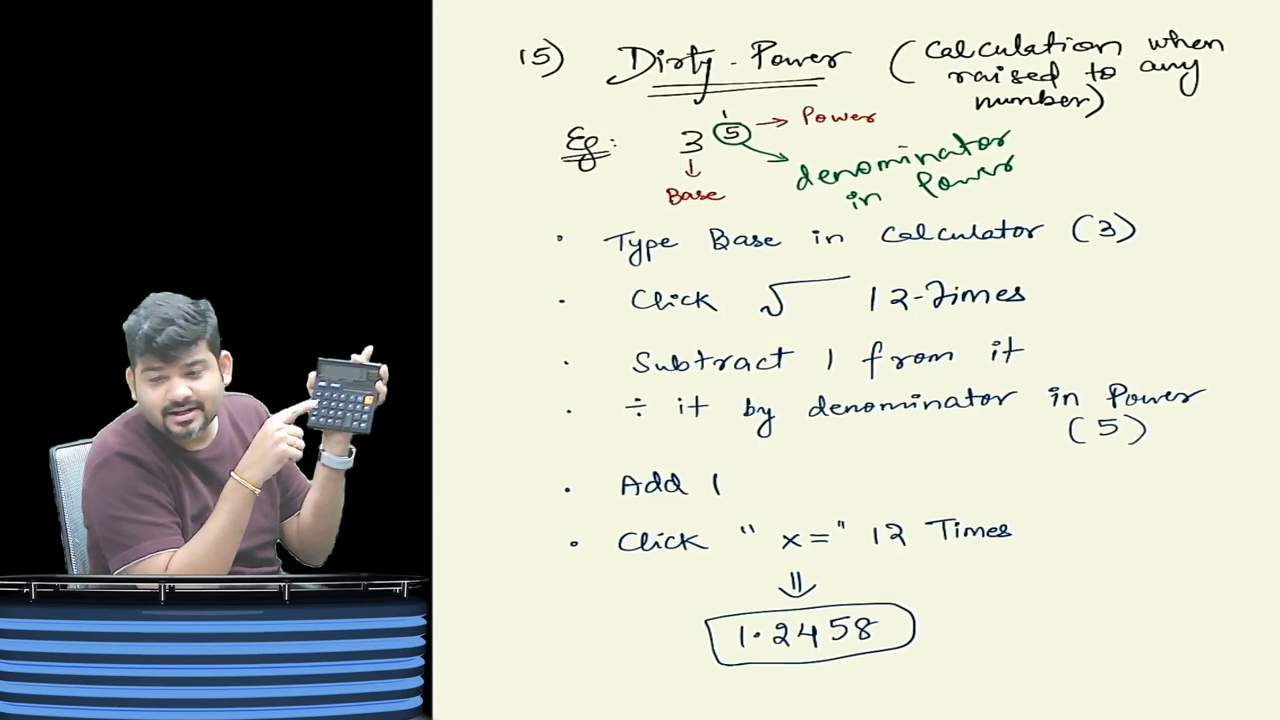 15) Dirty-Power (Calculation when
raised to any
number)
Eg: 3 1/5 → Power
↓ denominator
Base in Power
• Type Base in Calculator (3)
• Click √ 12-Times
• Subtract 1 from it
• ÷ it by denominator in Power
(5)
• Add 1
• Click " x=" 12 Times
⇓
1.2458